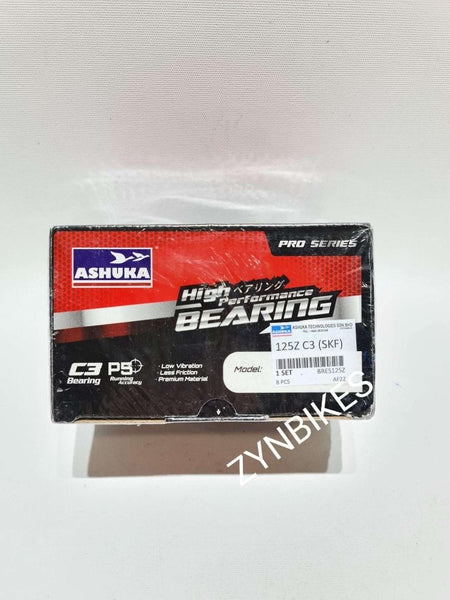 PRO SERIES
ASHUKA
High ベアリング
Performance
BEARING
ASHUKA TECHNOLOGIES SDN BHD
125Z C3 (SKF)
C3 P5
Bearing Running Accuracy
• Low Vibration
• Less Friction
• Premium Material
Model:
1 SET BRES125Z
8 PCS AF22
ZYNBIKES